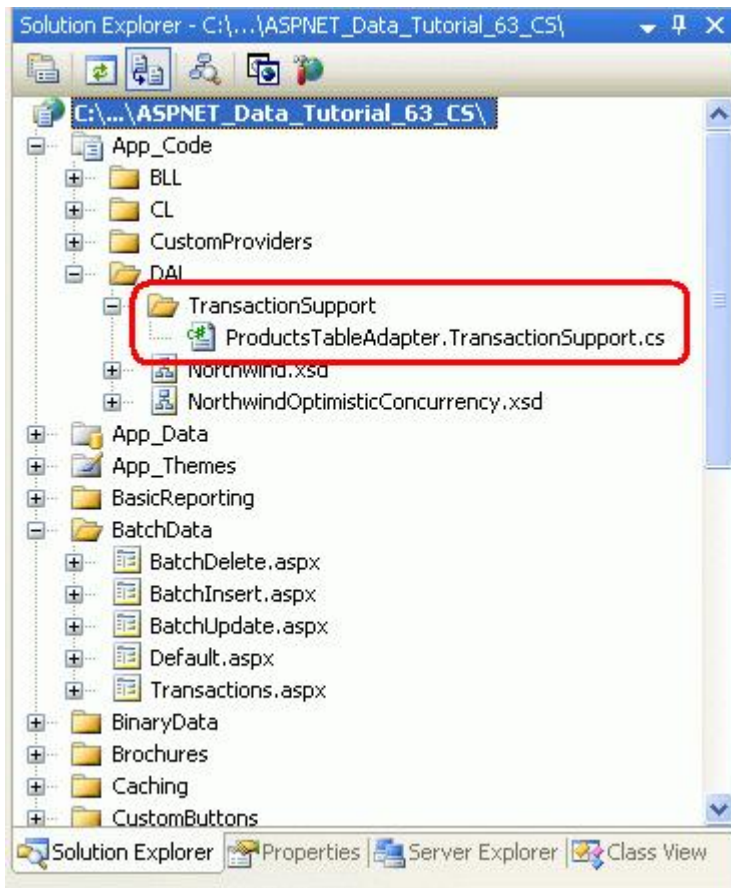 Solution Explorer - C:\...\ASPNET_Data_Tutorial_63_CS\
C:\...\ASPNET_Data_Tutorial_63_CS\
App_Code
BLL
CL
CustomProviders
DAL
TransactionSupport
ProductsTableAdapter.TransactionSupport.cs
Northwind.xsd
NorthwindOptimisticConcurrency.xsd
App_Data
App_Themes
BasicReporting
BatchData
BatchDelete.aspx
BatchInsert.aspx
BatchUpdate.aspx
Default.aspx
Transactions.aspx
BinaryData
Brochures
Caching
CustomButtons
Solution Explorer Properties Server Explorer Class View